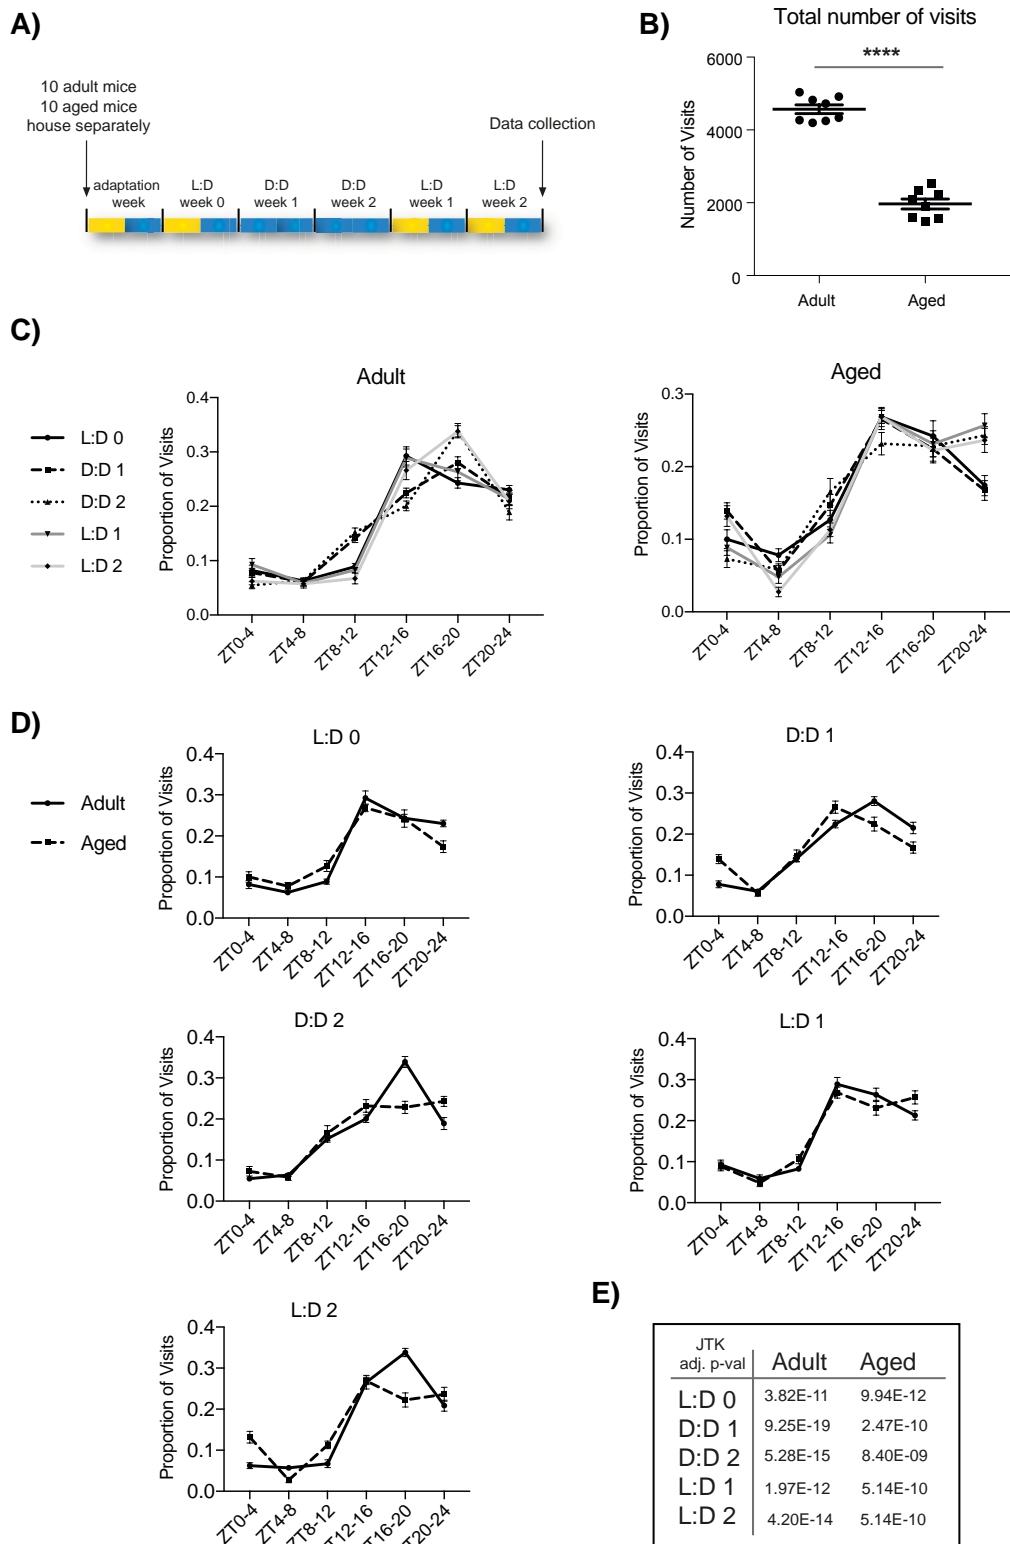 A)
10 adult mice
10 aged mice
house separately
Data collection
adaptation week
L:D week 0
D:D week 1
D:D week 2
L:D week 1
L:D week 2
B)
Total number of visits
****
Number of Visits
6000
4000
2000
0
Adult
Aged
C)
L:D 0
D:D 1
D:D 2
L:D 1
L:D 2
Adult
Proportion of Visits
0.4
0.3
0.2
0.1
0.0
ZT0-4
ZT4-8
ZT8-12
ZT12-16
ZT16-20
ZT20-24
Aged
Proportion of Visits
0.3
0.2
0.1
0.0
ZT0-4
ZT4-8
ZT8-12
ZT12-16
ZT16-20
ZT20-24
D)
Adult
Aged
L:D 0
Proportion of Visits
0.4
0.3
0.2
0.1
0.0
ZT0-4
ZT4-8
ZT8-12
ZT12-16
ZT16-20
ZT20-24
D:D 1
Proportion of Visits
0.4
0.3
0.2
0.1
0.0
ZT0-4
ZT4-8
ZT8-12
ZT12-16
ZT16-20
ZT20-24
D:D 2
Proportion of Visits
0.4
0.3
0.2
0.1
0.0
ZT0-4
ZT4-8
ZT8-12
ZT12-16
ZT16-20
ZT20-24
L:D 1
Proportion of Visits
0.4
0.3
0.2
0.1
0.0
ZT0-4
ZT4-8
ZT8-12
ZT12-16
ZT16-20
ZT20-24
L:D 2
Proportion of Visits
0.4
0.3
0.2
0.1
0.0
ZT0-4
ZT4-8
ZT8-12
ZT12-16
ZT16-20
ZT20-24
E)
JTK
adj. p-val Adult Aged
L:D 0 3.82E-11 9.94E-12
D:D 1 9.25E-19 2.47E-10
D:D 2 5.28E-15 8.40E-09
L:D 1 1.97E-12 5.14E-10
L:D 2 4.20E-14 5.14E-10